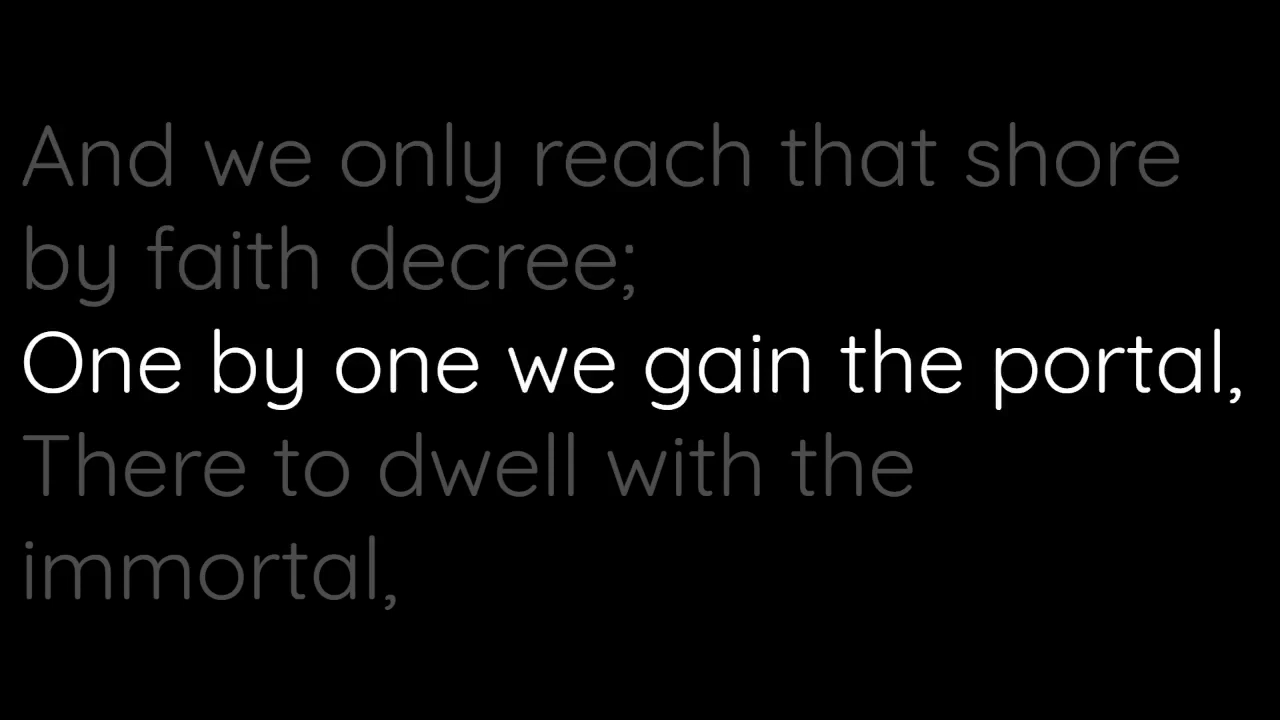 And we only reach that shore
by faith decree;
One by one we gain the portal,
There to dwell with the
immortal,